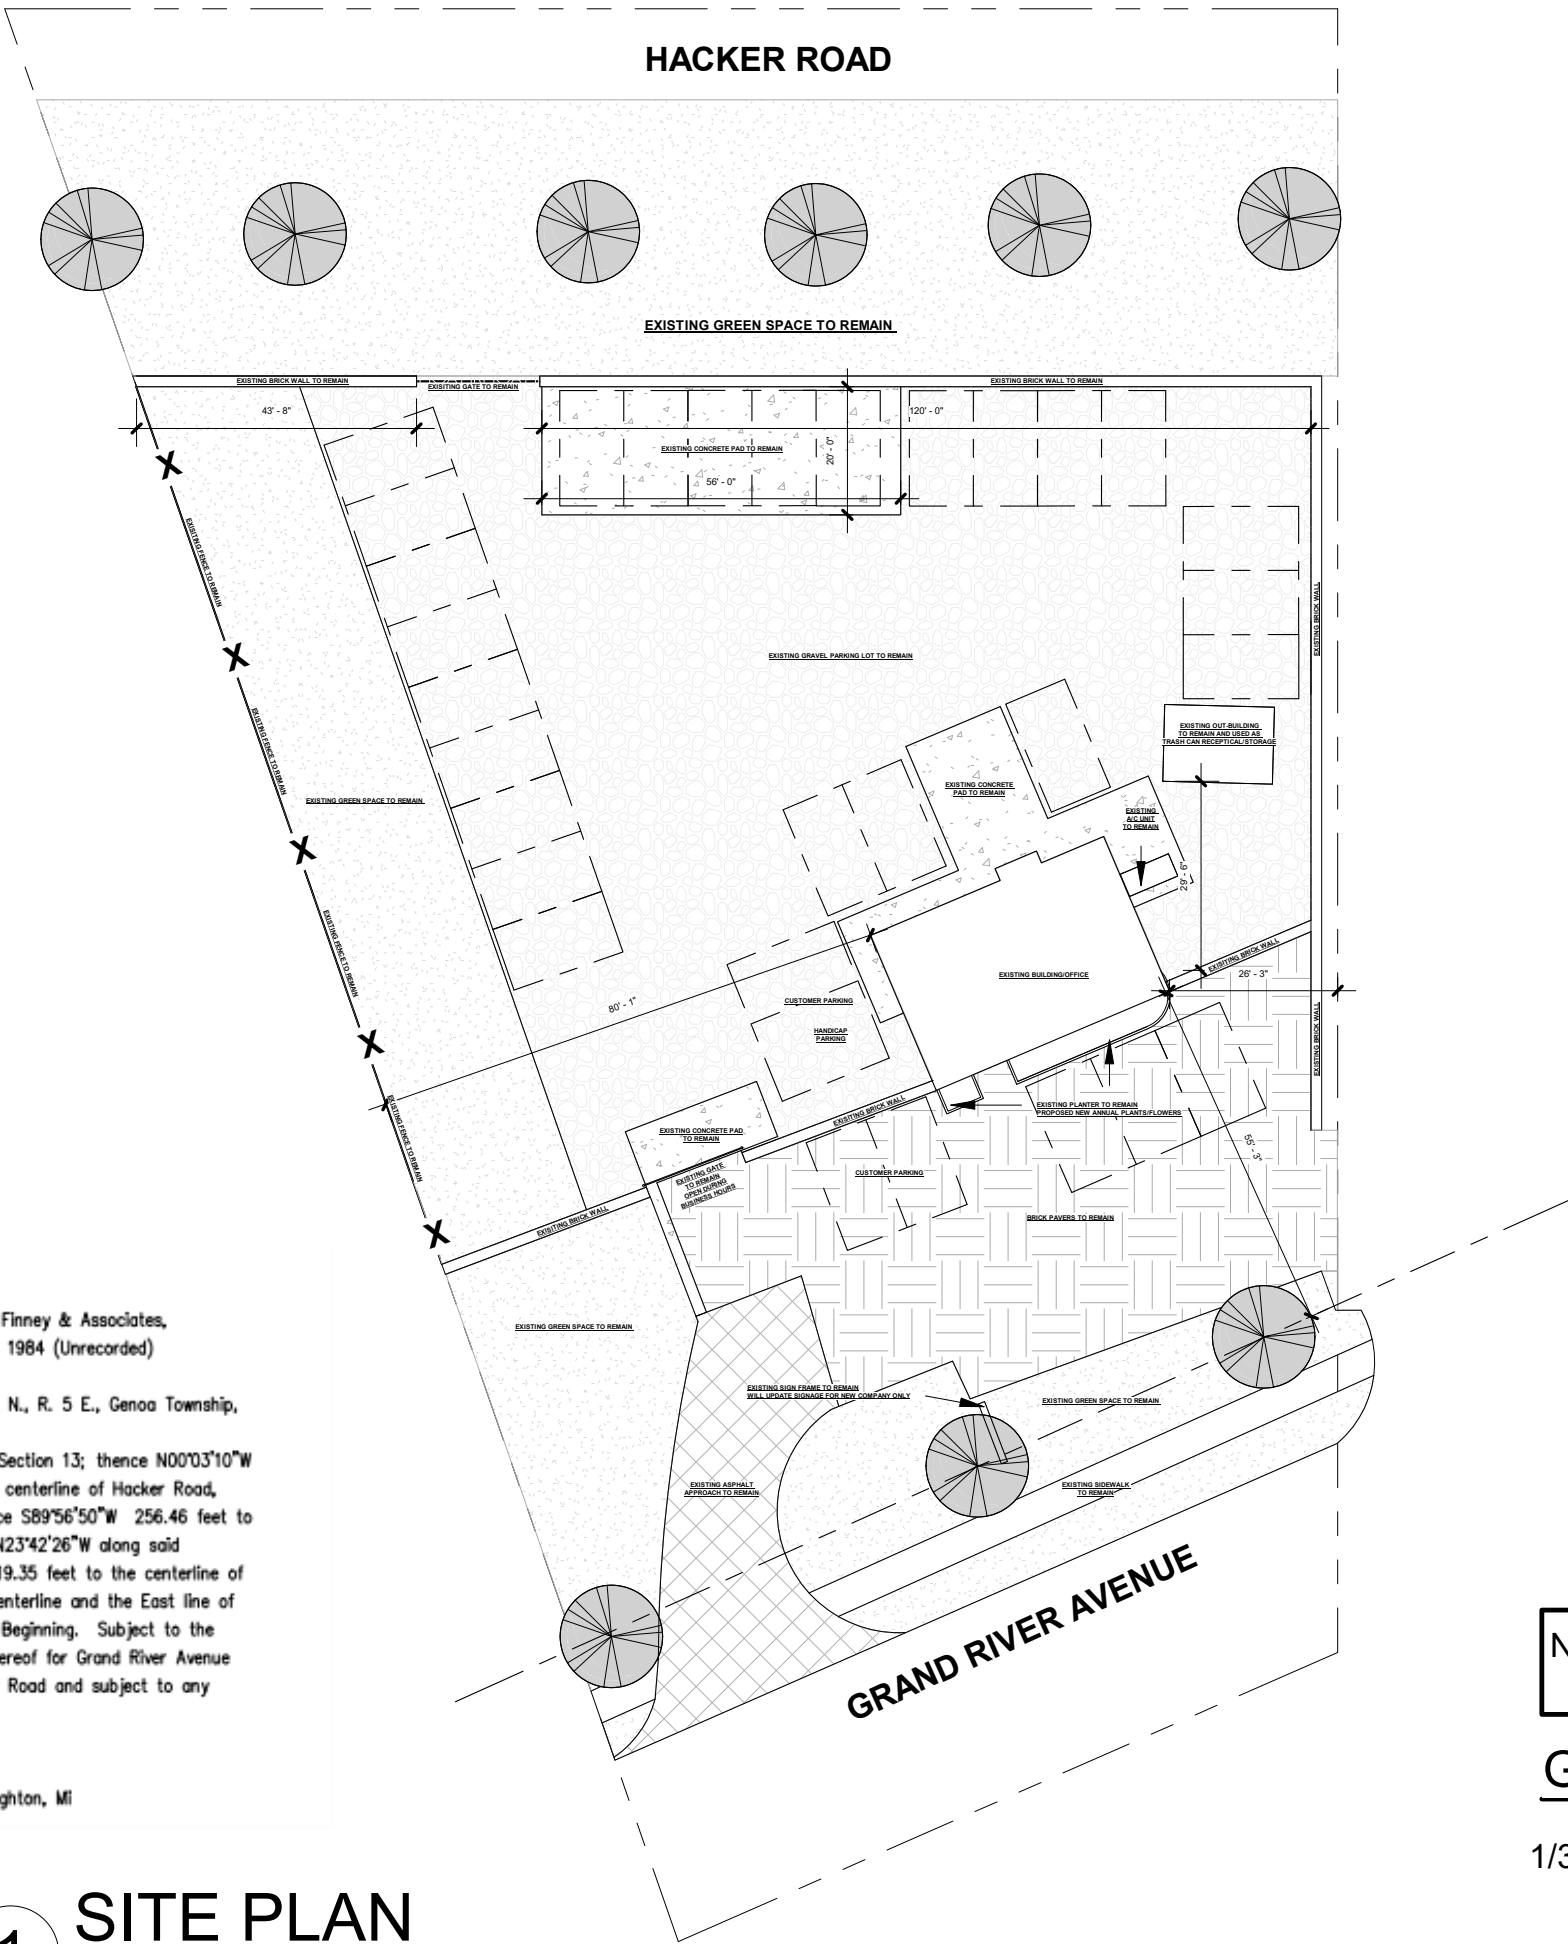 HACKER ROAD
EXISTING GREEN SPACE TO REMAIN
EXISTING BRICK WALL TO REMAIN
EXISITING GATE TO REMAIN
EXISTING BRICK WALL TO REMAIN
43' - 8"
120' - 0"
EXISTING CONCRETE PAD TO REMAIN
20' - 0"
56' - 0"
EXISITING FENCE TO REMAIN
X
EXISTING BRICK WALL
EXISTING GRAVEL PARKING LOT TO REMAIN
X
EXISTING FENCE TO REMAIN
EXISTING OUT-BUILDING
TO REMAIN AND USED AS
TRASH CAN RECEPTICAL/STORAGE
EXISTING CONCRETE
PAD TO REMAIN
EXISTING GREEN SPACE TO REMAIN
EXISTING
A/C UNIT
TO REMAIN
X
29' - 6"
EXISTING FENCE TO REMAIN
EXISITING BRICK WALL
EXISTING BUILDING/OFFICE
26' - 3"
80' - 1"
CUSTOMER PARKING
HANDICAP
PARKING
EXISTING BRICK WALL
X
EXISTING FENCE TO REMAIN
EXISITING BRICK WALL
EXISTING PLANTER TO REMAIN
PROPOSED NEW ANNUAL PLANTS/FLOWERS
EXISTING CONCRETE PAD
TO REMAIN
55' - 3"
EXISTING GATE
TO REMAIN
OPEN DURING
BUSINESS HOURS
CUSTOMER PARKING
EXISITING BRICK WALL
BRICK PAVERS TO REMAIN
X
EXISTING GREEN SPACE TO REMAIN
EXISTING SIGN FRAME TO REMAIN
WILL UPDATE SIGNAGE FOR NEW COMPANY ONLY
EXISTING GREEN SPACE TO REMAIN
EXISTING ASPHALT
APPROACH TO REMAIN
EXISTING SIDEWALK
TO REMAIN
GRAND RIVER AVENUE
Finney & Associates,
1984 (Unrecorded)
N., R. 5 E., Genoa Township,
Section 13; thence N00°03'10"W
centerline of Hacker Road,
ce S89°56'50"W 256.46 feet to
N23°42'26"W along said
19.35 feet to the centerline of
enterline and the East line of
Beginning. Subject to the
ereof for Grand River Avenue
Road and subject to any
ghton, Mi
N
G
1/3
1
SITE PLAN